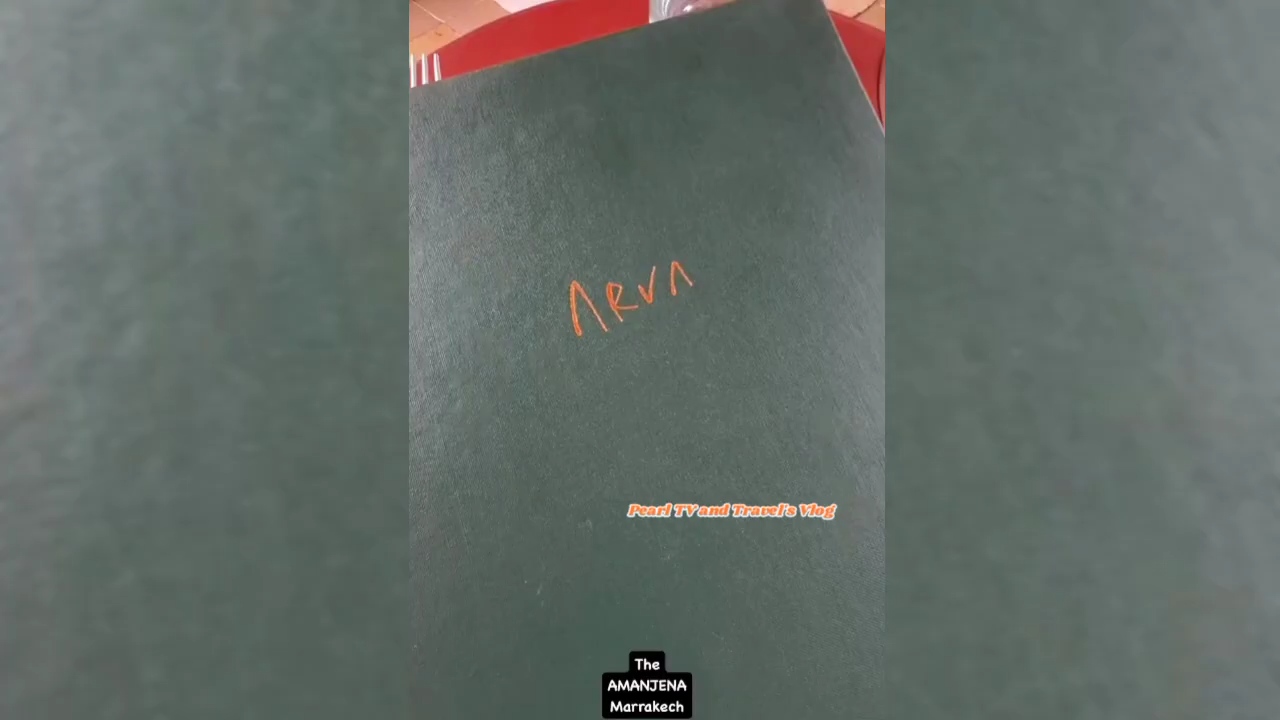 ARVA
Pearl TV and Travel's Vlog
The
AMANJENA
Marrakech